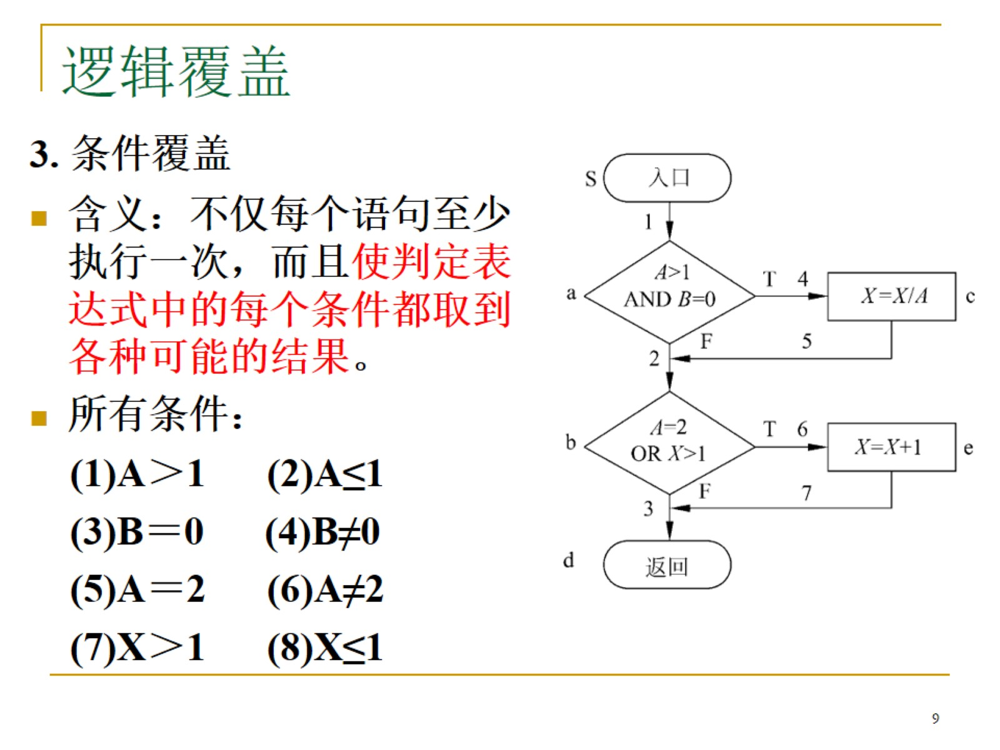 逻辑覆盖
3. 条件覆盖
含义：不仅每个语句至少
执行一次，而且使判定表
达式中的每个条件都取到
各种可能的结果。
所有条件：
(1)A＞1 (2)A≤1
(3)B＝0 (4)B≠0
(5)A＝2 (6)A≠2
(7)X＞1 (8)X≤1
S 入口
1
a
A>1
AND B=0
T 4
X=X/A
c
F
5
2
b
A=2
OR X>1
T 6
X=X+1
e
F
7
3
d 返回
9